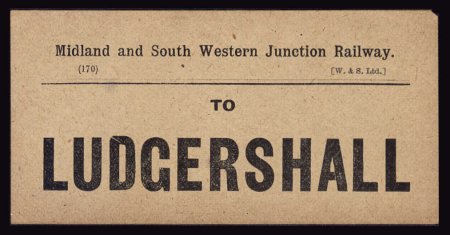 Midland and South Western Junction Railway.
(170) [W. & S. Ltd.]
TO
LUDGERSHALL